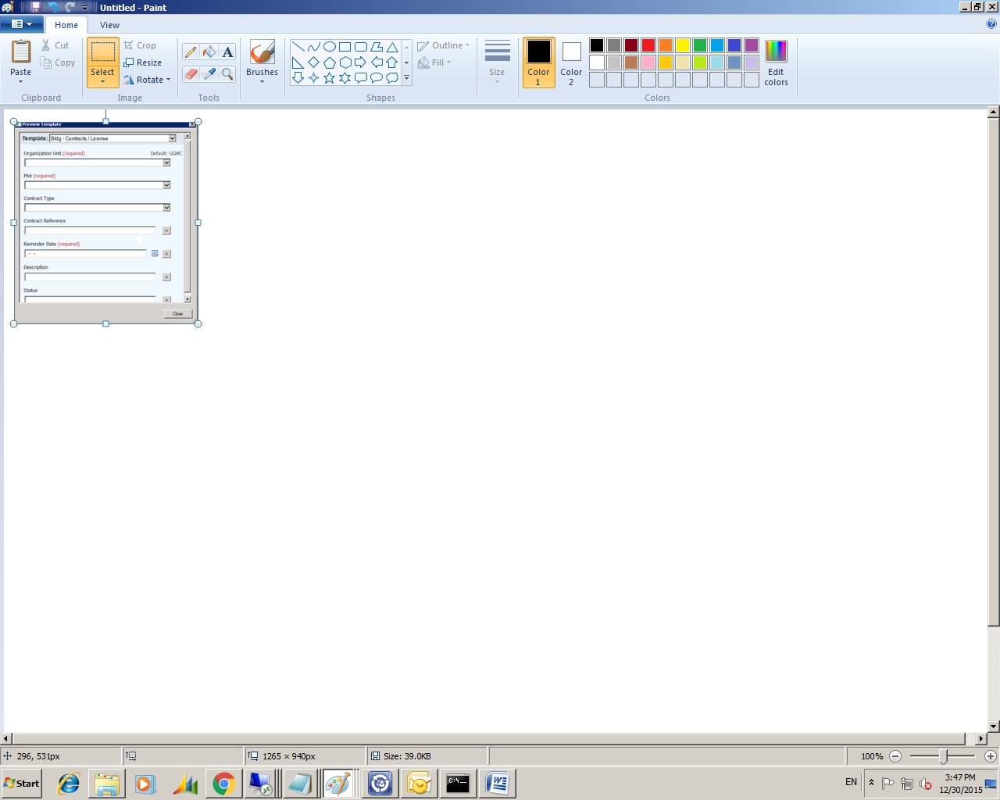 Untitled - Paint
Home View
Paste
Cut
Copy
Clipboard
Select
Crop
Resize
Rotate
Image
A
Tools
Brushes
Outline
Fill
Shapes
Size
Color 1
Color 2
Edit colors
Colors
Preview Template
Template: Bldg - Contracts / License
Organization Unit (required) Default: GGMC
Plot (required)
Contract Type
Contract Reference
>
Reminder Date (required)
- - >
Description
>
Status
>
Close
296, 531px 1265 × 940px Size: 39.0KB 100%
Start C:\ EN 3:47 PM
12/30/2015